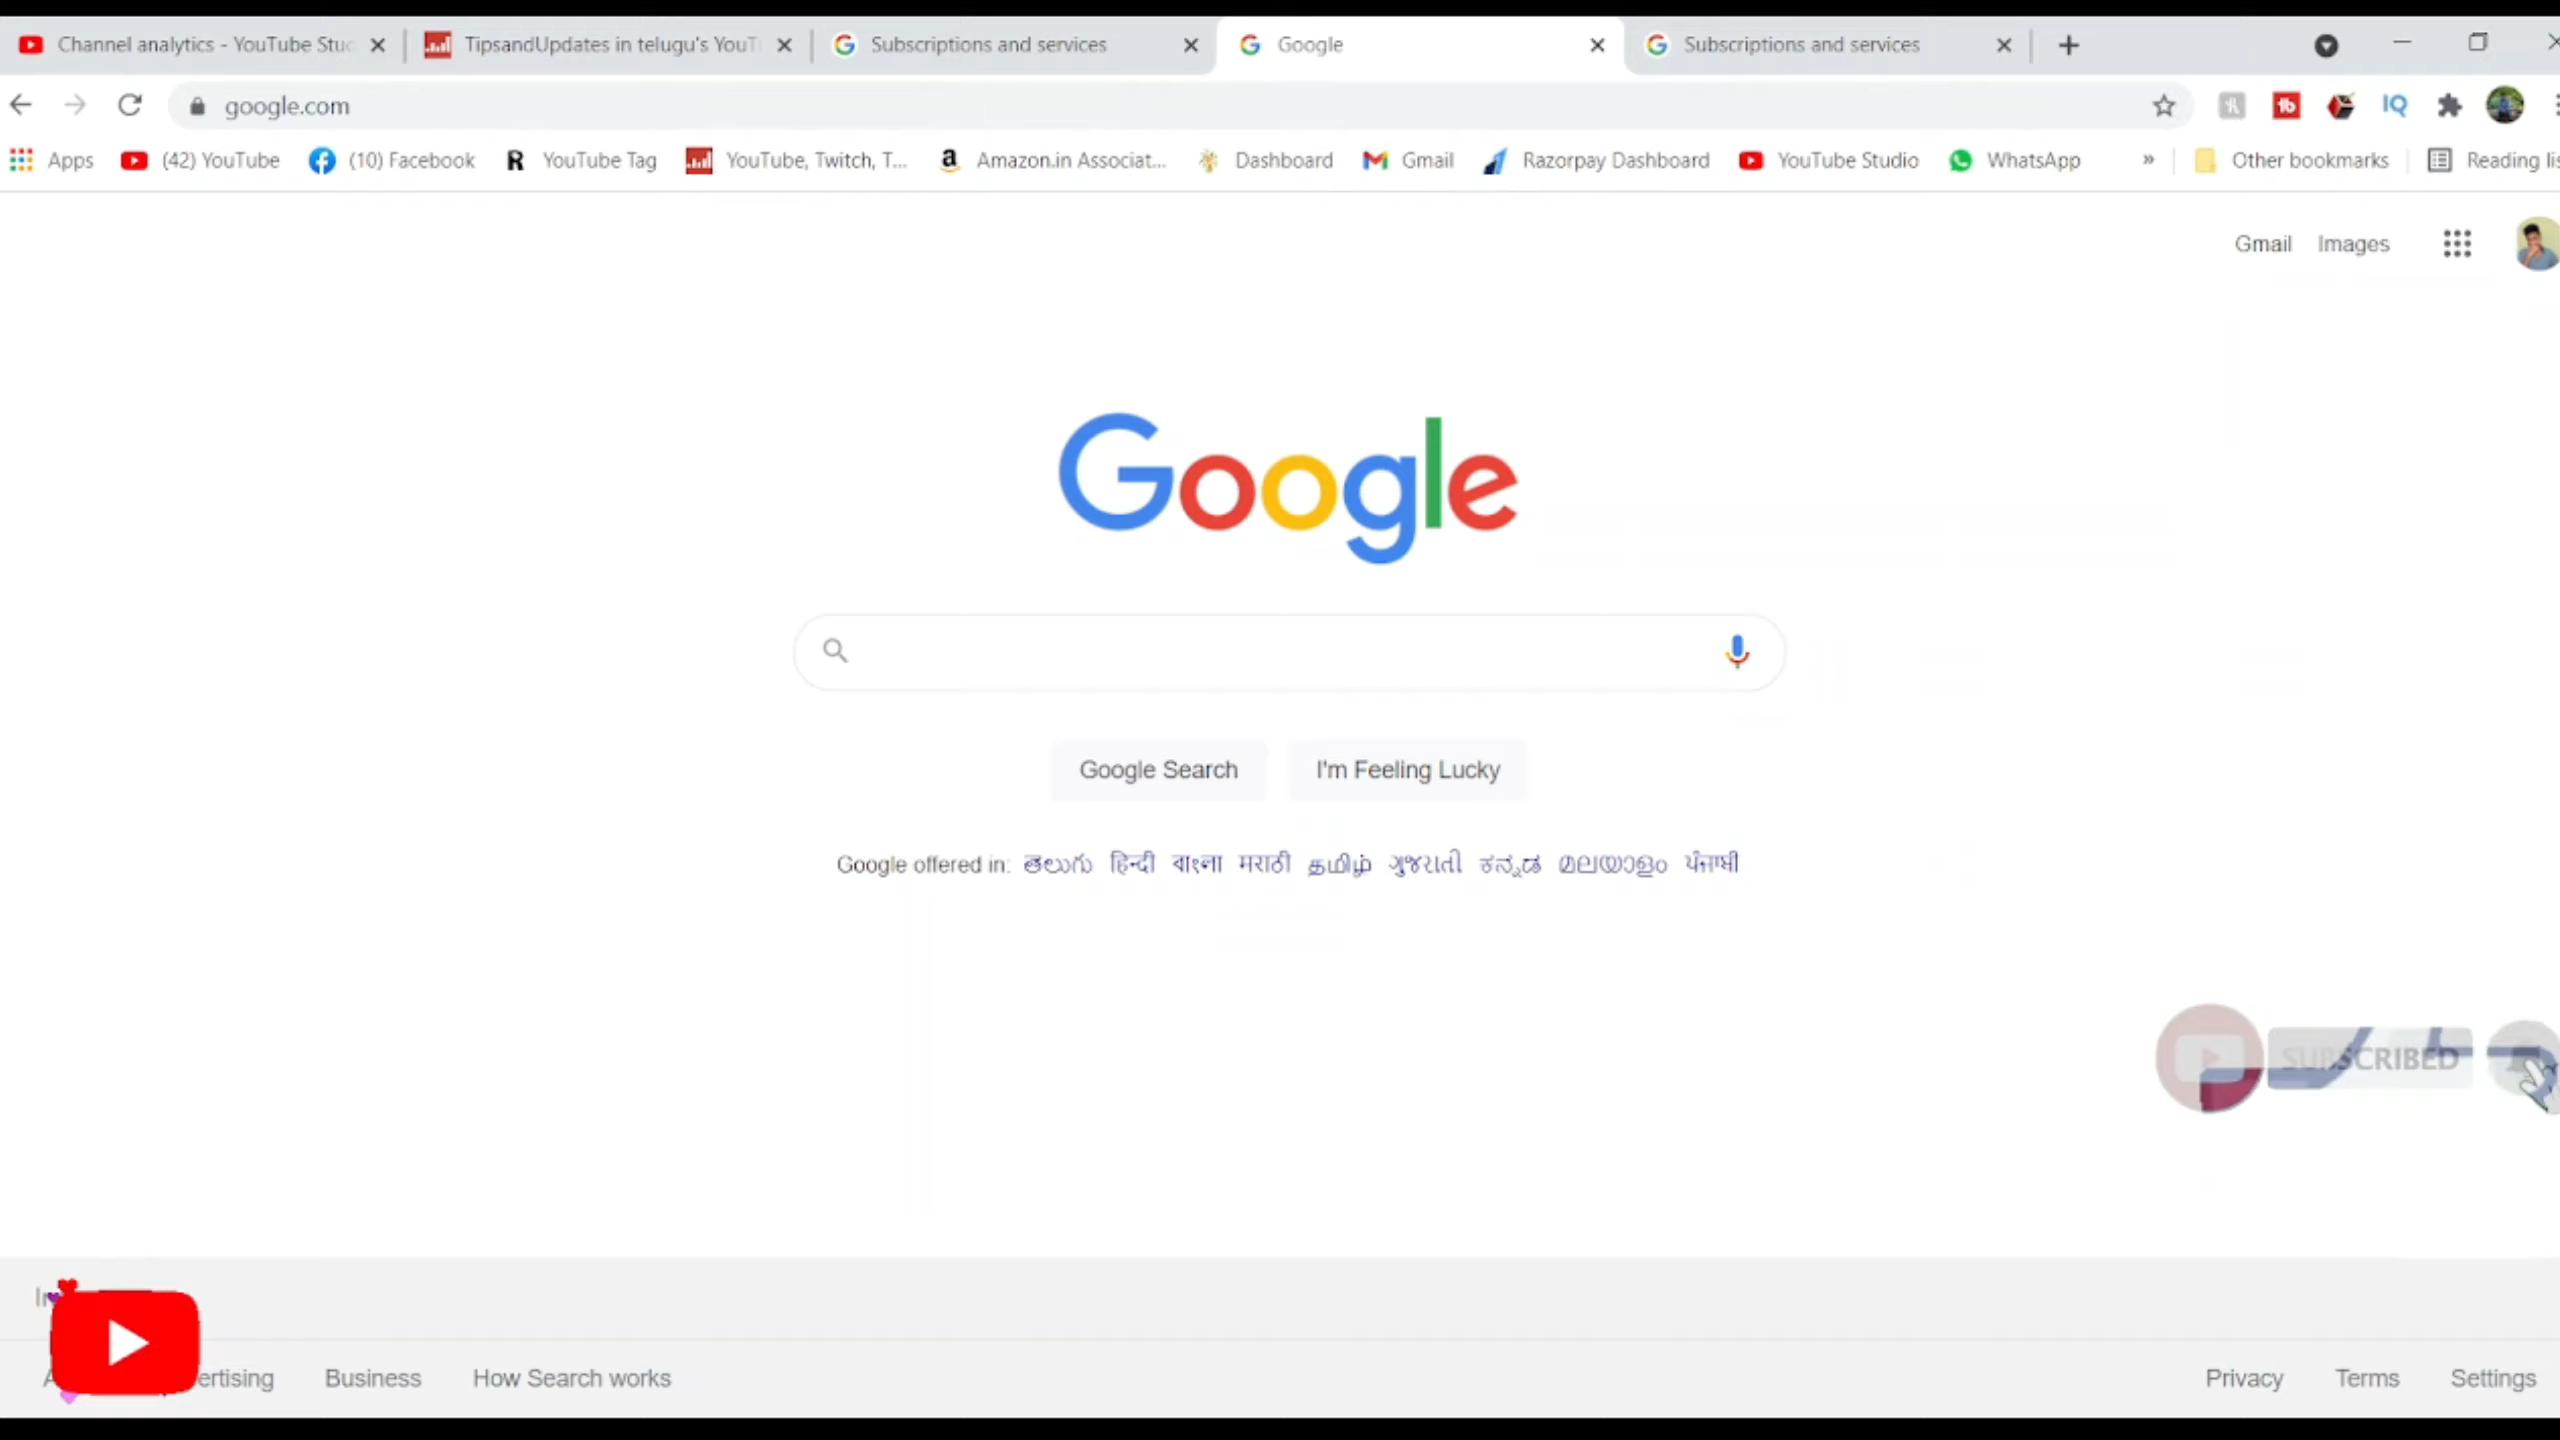 Channel analytics - YouTube Stu
TipsandUpdates in telugu's YouT
Subscriptions and services
Google
Subscriptions and services
google.com
Apps
(42) YouTube
(10) Facebook
YouTube Tag
YouTube, Twitch, T...
Amazon.in Associat...
Dashboard
Gmail
Razorpay Dashboard
YouTube Studio
WhatsApp
Other bookmarks
Reading lis
Gmail Images
Google
Google Search
I'm Feeling Lucky
Google offered in: తెలుగు हिन्दी বাংলা मराठी தமிழ் ગુજરાતી ಕನ್ನಡ മലയാളം ਪੰਜਾਬੀ
SUBSCRIBED
ertising Business How Search works Privacy Terms Settings